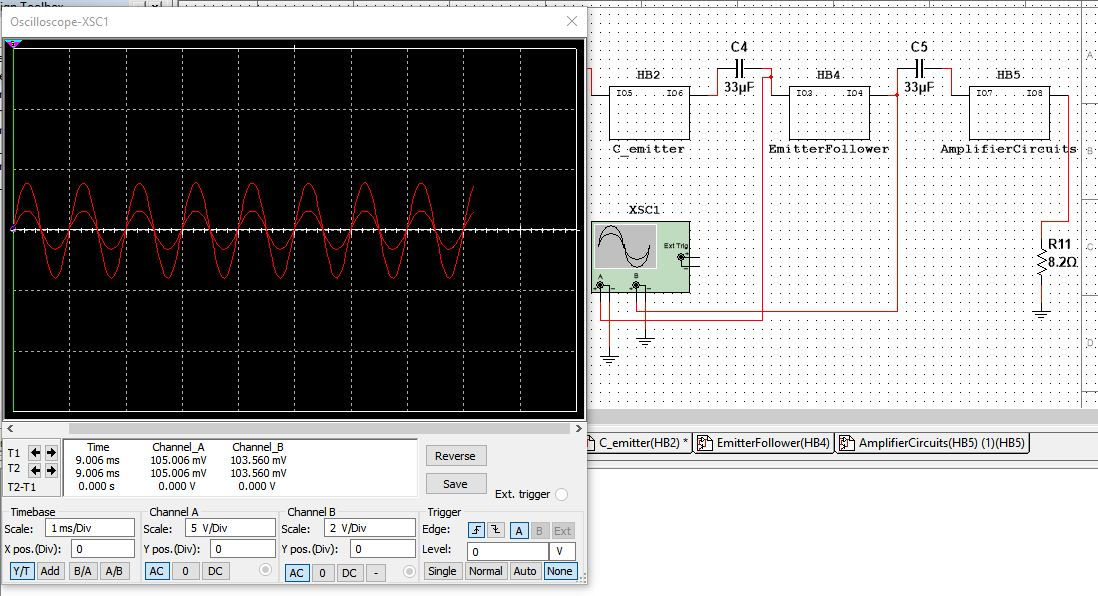 Oscilloscope-XSC1
C4
33µF
C5
33µF
HB2
HB4
HB5
IO5 IO6
IO3 IO4
IO7 IO8
C_emitter
EmitterFollower
AmplifierCircuits
XSC1
Ext Trig
A B
R11
8.2Ω
A
B
C
D
C_emitter(HB2) *
EmitterFollower(HB4)
AmplifierCircuits(HB5) (1)(HB5)
T1
T2
T2-T1
Time Channel_A Channel_B
9.006 ms 105.006 mV 103.560 mV
9.006 ms 105.006 mV 103.560 mV
0.000 s 0.000 V 0.000 V
Reverse
Save
Ext. trigger
Timebase
Scale: 1 ms/Div
X pos.(Div): 0
Y/T Add B/A A/B
Channel A
Scale: 5 V/Div
Y pos.(Div): 0
AC 0 DC
Channel B
Scale: 2 V/Div
Y pos.(Div): 0
AC 0 DC -
Trigger
Edge: A B Ext
Level: 0 V
Single Normal Auto None